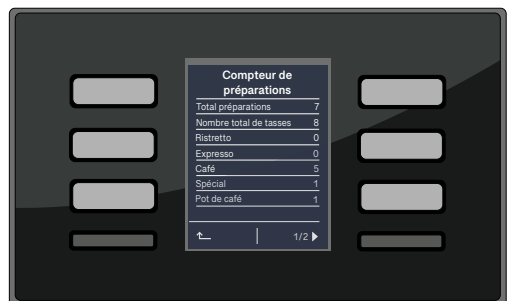 Compteur de
préparations
Total préparations 7
Nombre total de tasses 8
Ristretto 0
Expresso 0
Café 5
Spécial 1
Pot de café 1
1/2